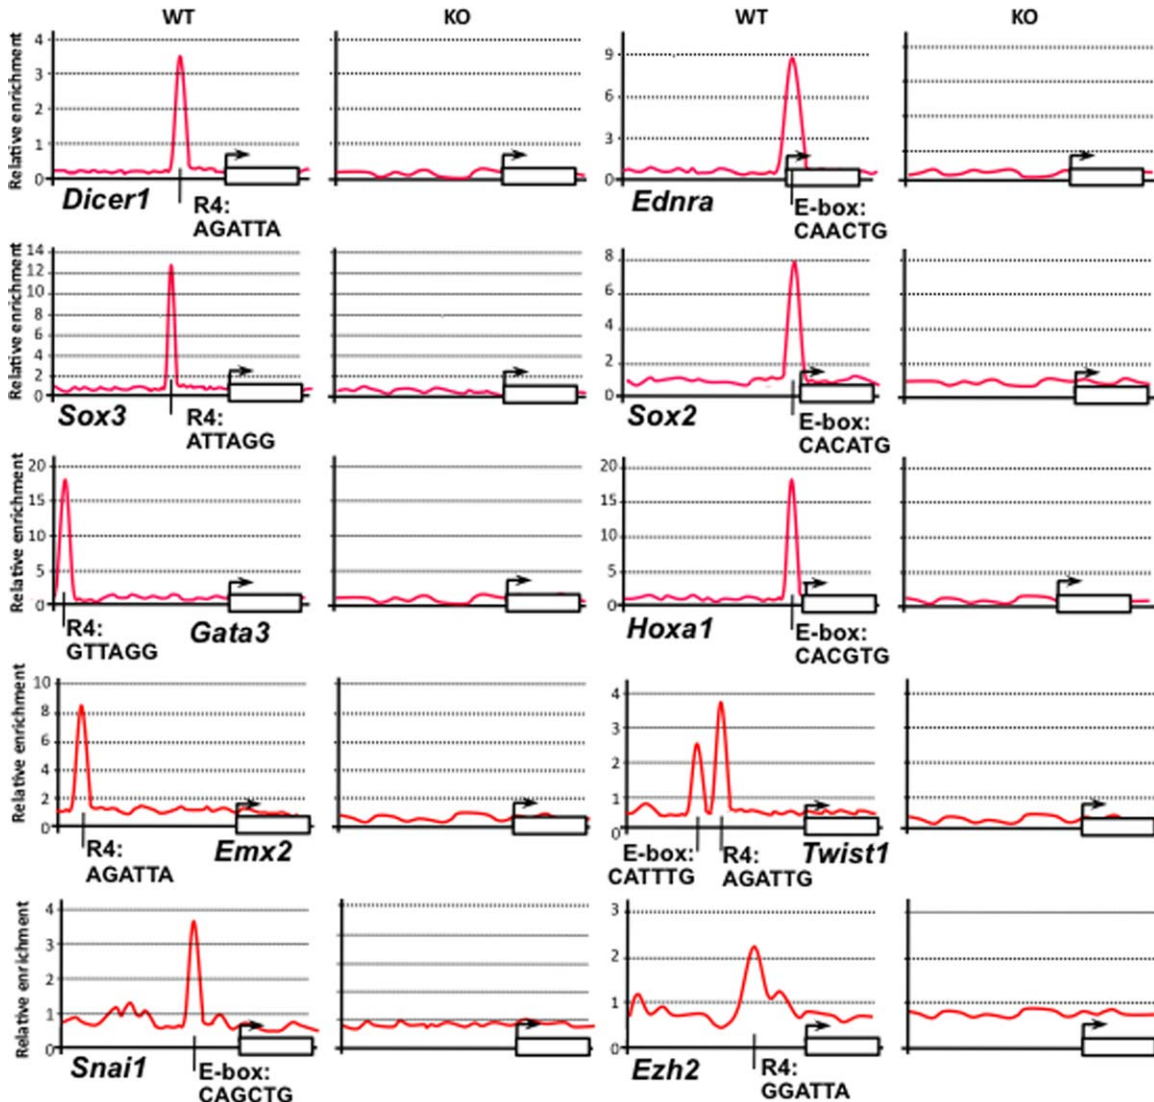 WT KO WT KO
Relative enrichment
4
3
2
1
0
Dicer1
R4:
AGATTA
9
6
3
0
Ednra
E-box:
CAACTG
Relative enrichment
14
12
10
8
6
4
2
0
Sox3
R4:
ATTAGG
8
6
4
2
0
Sox2
E-box:
CACATG
Relative enrichment
20
15
10
5
0
R4:
GTTAGG
Gata3
20
15
10
5
0
Hoxa1
E-box:
CACGTG
Relative enrichment
10
8
6
4
2
0
R4:
AGATTA
Emx2
4
3
2
1
0
E-box:
CATTTG
R4:
AGATTG
Twist1
Relative enrichment
4
3
2
1
0
Snai1
E-box:
CAGCTG
3
2
1
0
Ezh2
R4:
GGATTA